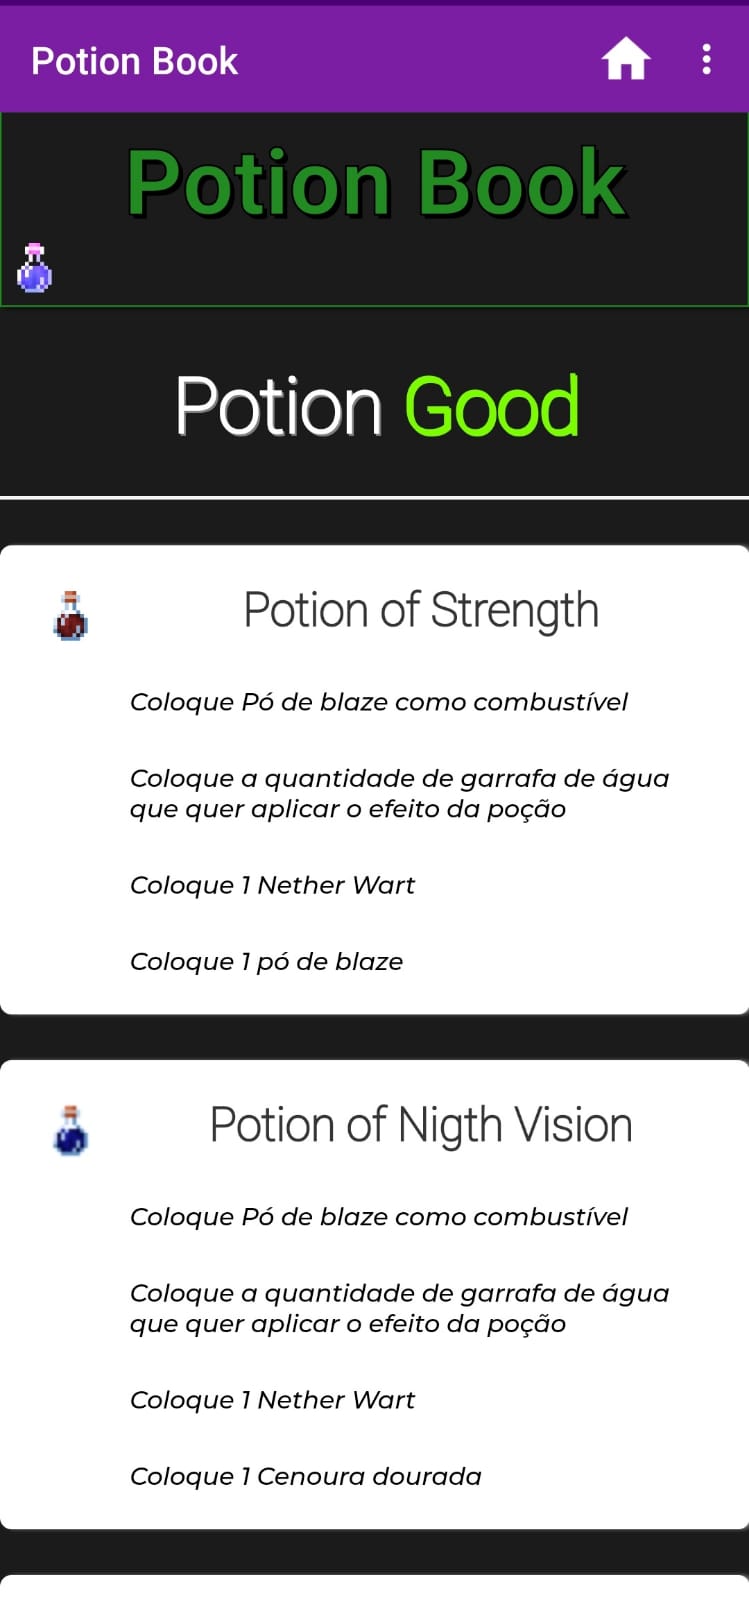 Potion Book
Potion Book
Potion Good
Potion of Strength
Coloque Pó de blaze como combustível
Coloque a quantidade de garrafa de água
que quer aplicar o efeito da poção
Coloque 1 Nether Wart
Coloque 1 pó de blaze
Potion of Nigth Vision
Coloque Pó de blaze como combustível
Coloque a quantidade de garrafa de água
que quer aplicar o efeito da poção
Coloque 1 Nether Wart
Coloque 1 Cenoura dourada